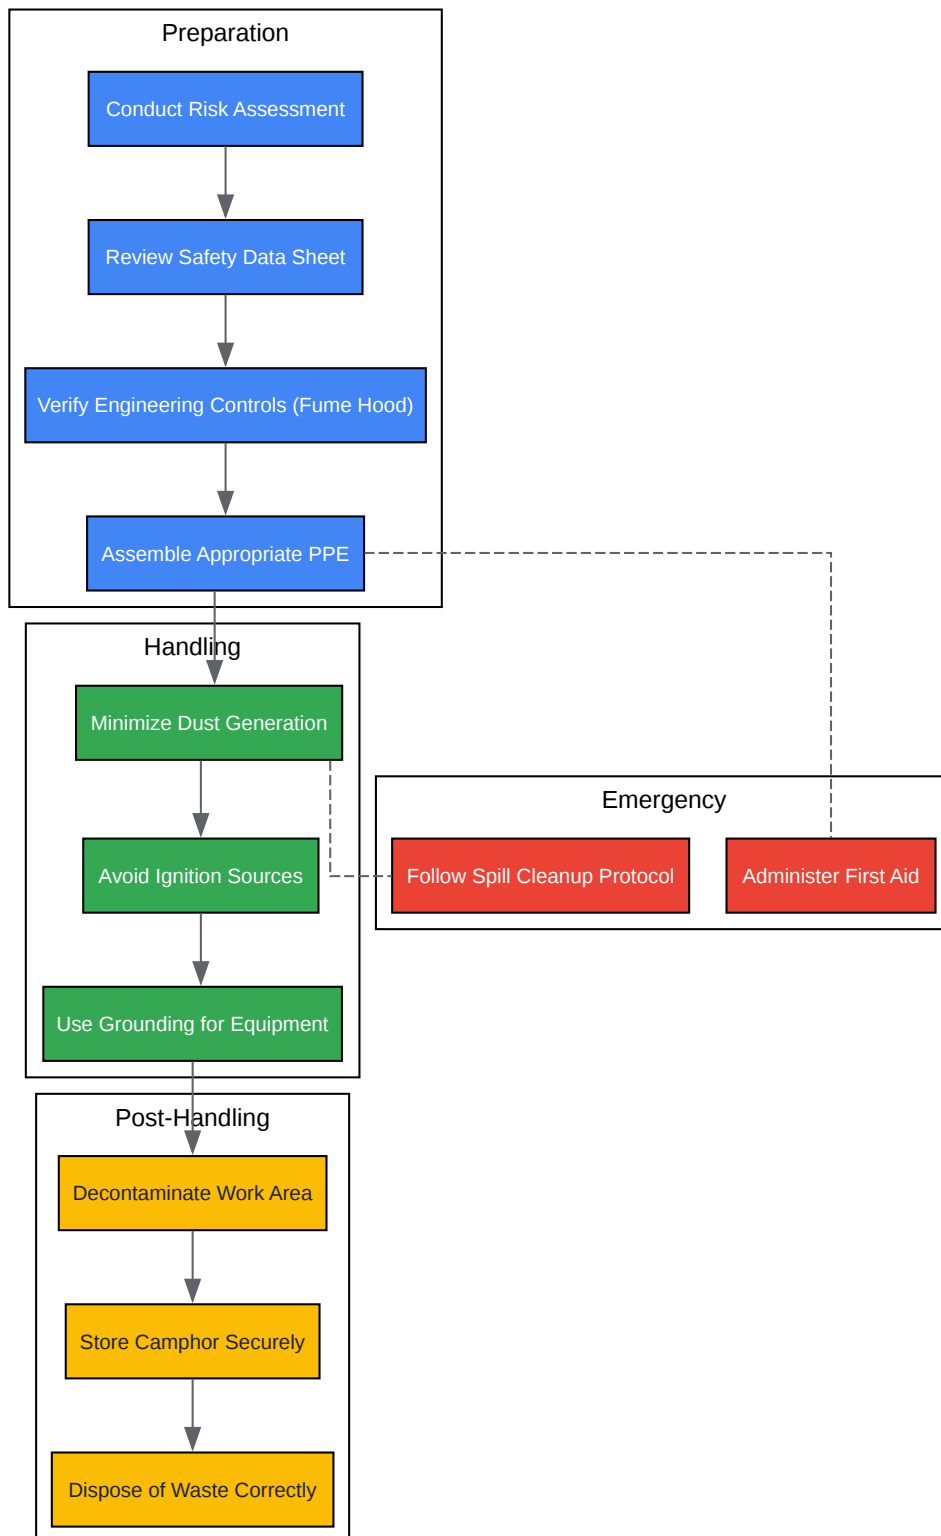 Preparation
Conduct Risk Assessment
Review Safety Data Sheet
Verify Engineering Controls (Fume Hood)
Assemble Appropriate PPE
Handling
Minimize Dust Generation
Avoid Ignition Sources
Use Grounding for Equipment
Emergency
Follow Spill Cleanup Protocol
Administer First Aid
Post-Handling
Decontaminate Work Area
Store Camphor Securely
Dispose of Waste Correctly